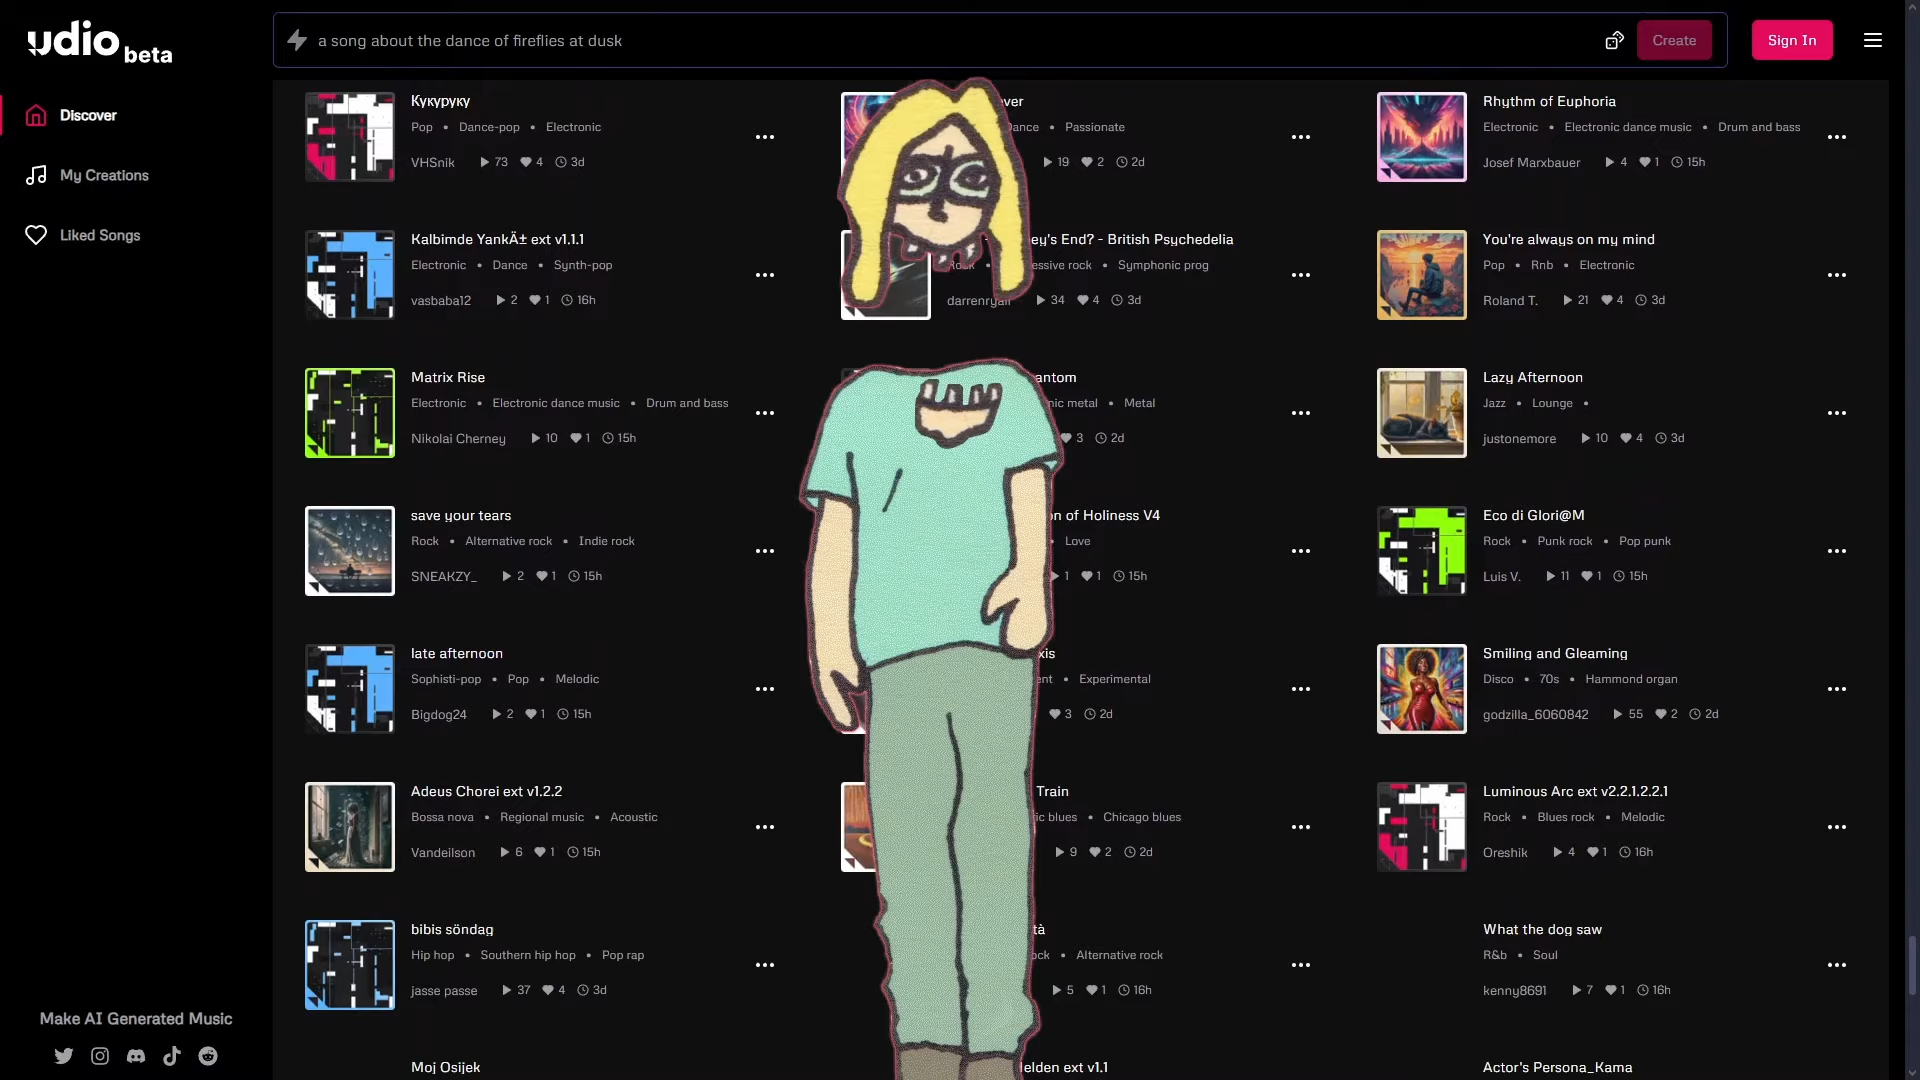 udio beta
a song about the dance of fireflies at dusk
Create
Sign In
Discover
My Creations
Liked Songs
Кукуруку
Pop • Dance-pop • Electronic
VHSnik 73 4 3d
Kalbimde YankÄ± ext v1.1.1
Electronic • Dance • Synth-pop
vasbaba12 2 1 16h
Matrix Rise
Electronic • Electronic dance music • Drum and bass
Nikolai Cherney 10 1 15h
save your tears
Rock • Alternative rock • Indie rock
SNEAKZY_ 2 1 15h
late afternoon
Sophisti-pop • Pop • Melodic
Bigdog24 2 1 15h
Adeus Chorei ext v1.2.2
Bossa nova • Regional music • Acoustic
Vandeilson 6 1 15h
bibis söndag
Hip hop • Southern hip hop • Pop rap
jasse passe 37 4 3d
Moj Osijek
• Passionate
19 2 2d
End? - British Psychedelia
Rock • rock • Symphonic prog
darrenryan 34 4 3d
metal • Metal
3 2d
of Holiness V4
• Love
1 1 15h
• Experimental
3 2d
Train
blues • Chicago blues
9 2 2d
• Alternative rock
5 1 16h
ext v1.1
Rhythm of Euphoria
Electronic • Electronic dance music • Drum and bass
Josef Marxbauer 4 1 15h
You're always on my mind
Pop • Rnb • Electronic
Roland T. 21 4 3d
Lazy Afternoon
Jazz • Lounge •
justonemore 10 4 3d
Eco di Glori@M
Rock • Punk rock • Pop punk
Luis V. 11 1 15h
Smiling and Gleaming
Disco • 70s • Hammond organ
godzilla_6060842 55 2 2d
Luminous Arc ext v2.2.1.2.2.1
Rock • Blues rock • Melodic
Oreshik 4 1 16h
What the dog saw
R&b • Soul
kenny8691 7 1 16h
Actor's Persona_Kama
Make AI Generated Music